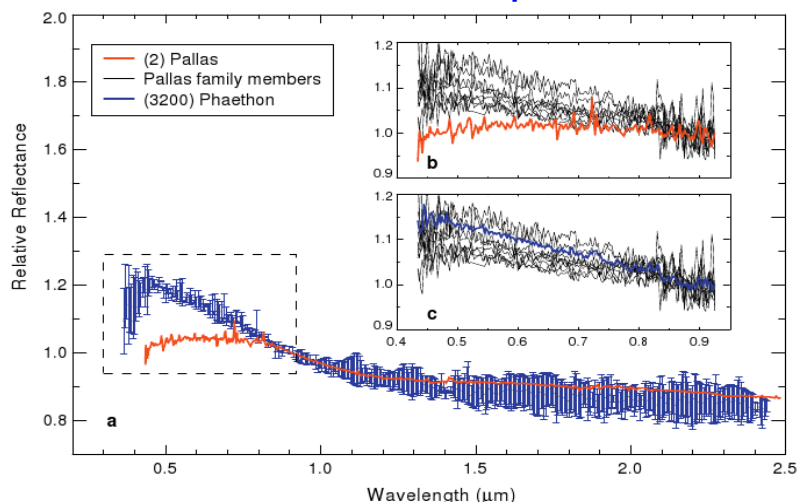 2.0
1.8
1.6
1.4
1.2
1.0
0.8
Relative Reflectance
(2) Pallas
Pallas family members
(3200) Phaethon
1.2
1.1
1.0
0.9
b
1.2
1.1
1.0
0.9
c
0.4 0.5 0.6 0.7 0.8 0.9
a
0.5 1.0 1.5 2.0 2.5
Wavelength (μm)